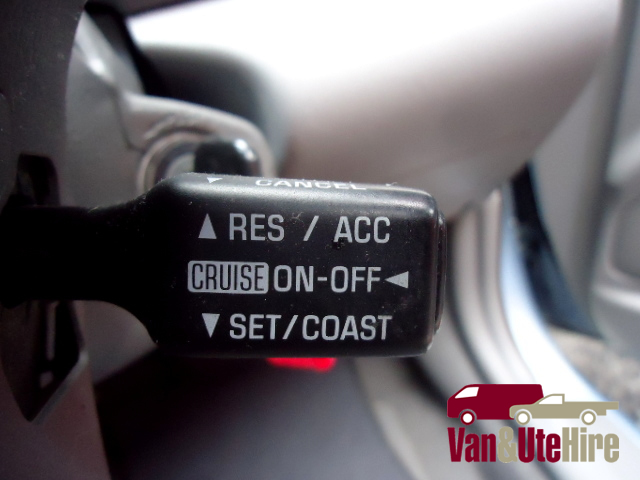 CANCEL
▲ RES / ACC
CRUISE ON-OFF ◄
▼ SET/COAST
Van&UteHire